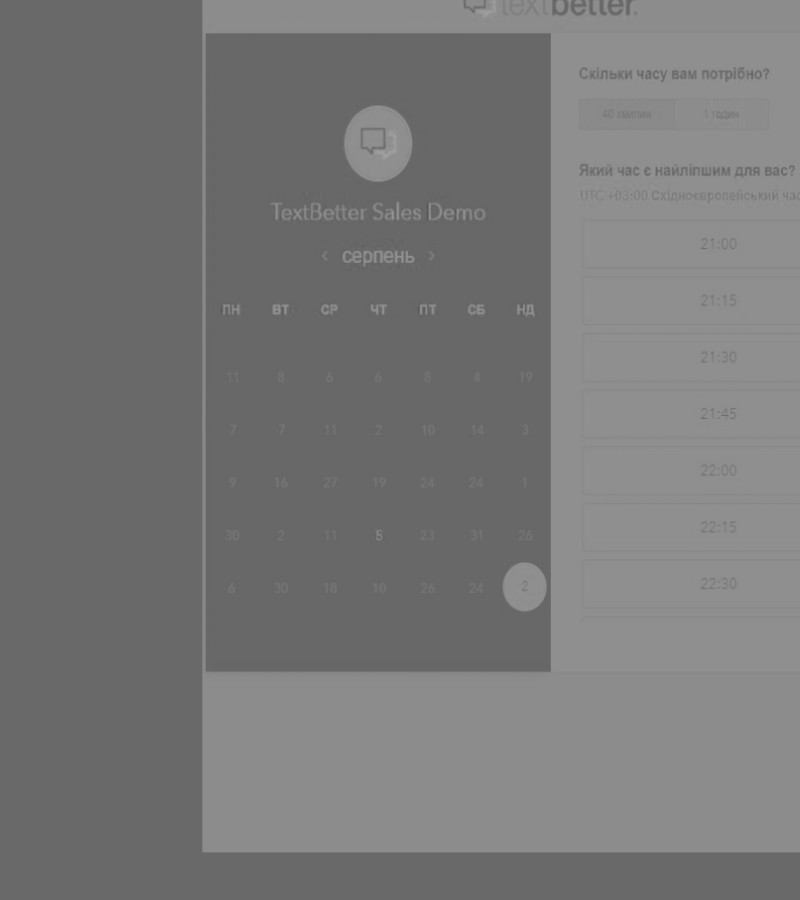 textbetter.
TextBetter Sales Demo
‹ серпень ›
ПН ВТ СР ЧТ ПТ СБ НД
11 8 6 6 8 4 19
7 7 11 2 10 14 3
9 16 27 19 24 24 1
30 2 11 5 23 31 26
6 30 18 10 26 24 2
Скільки часу вам потрібно?
40 хвилин 1 годин
Який час є найліпшим для вас?
UTC +03:00 Східноєвропейський час
21:00
21:15
21:30
21:45
22:00
22:15
22:30